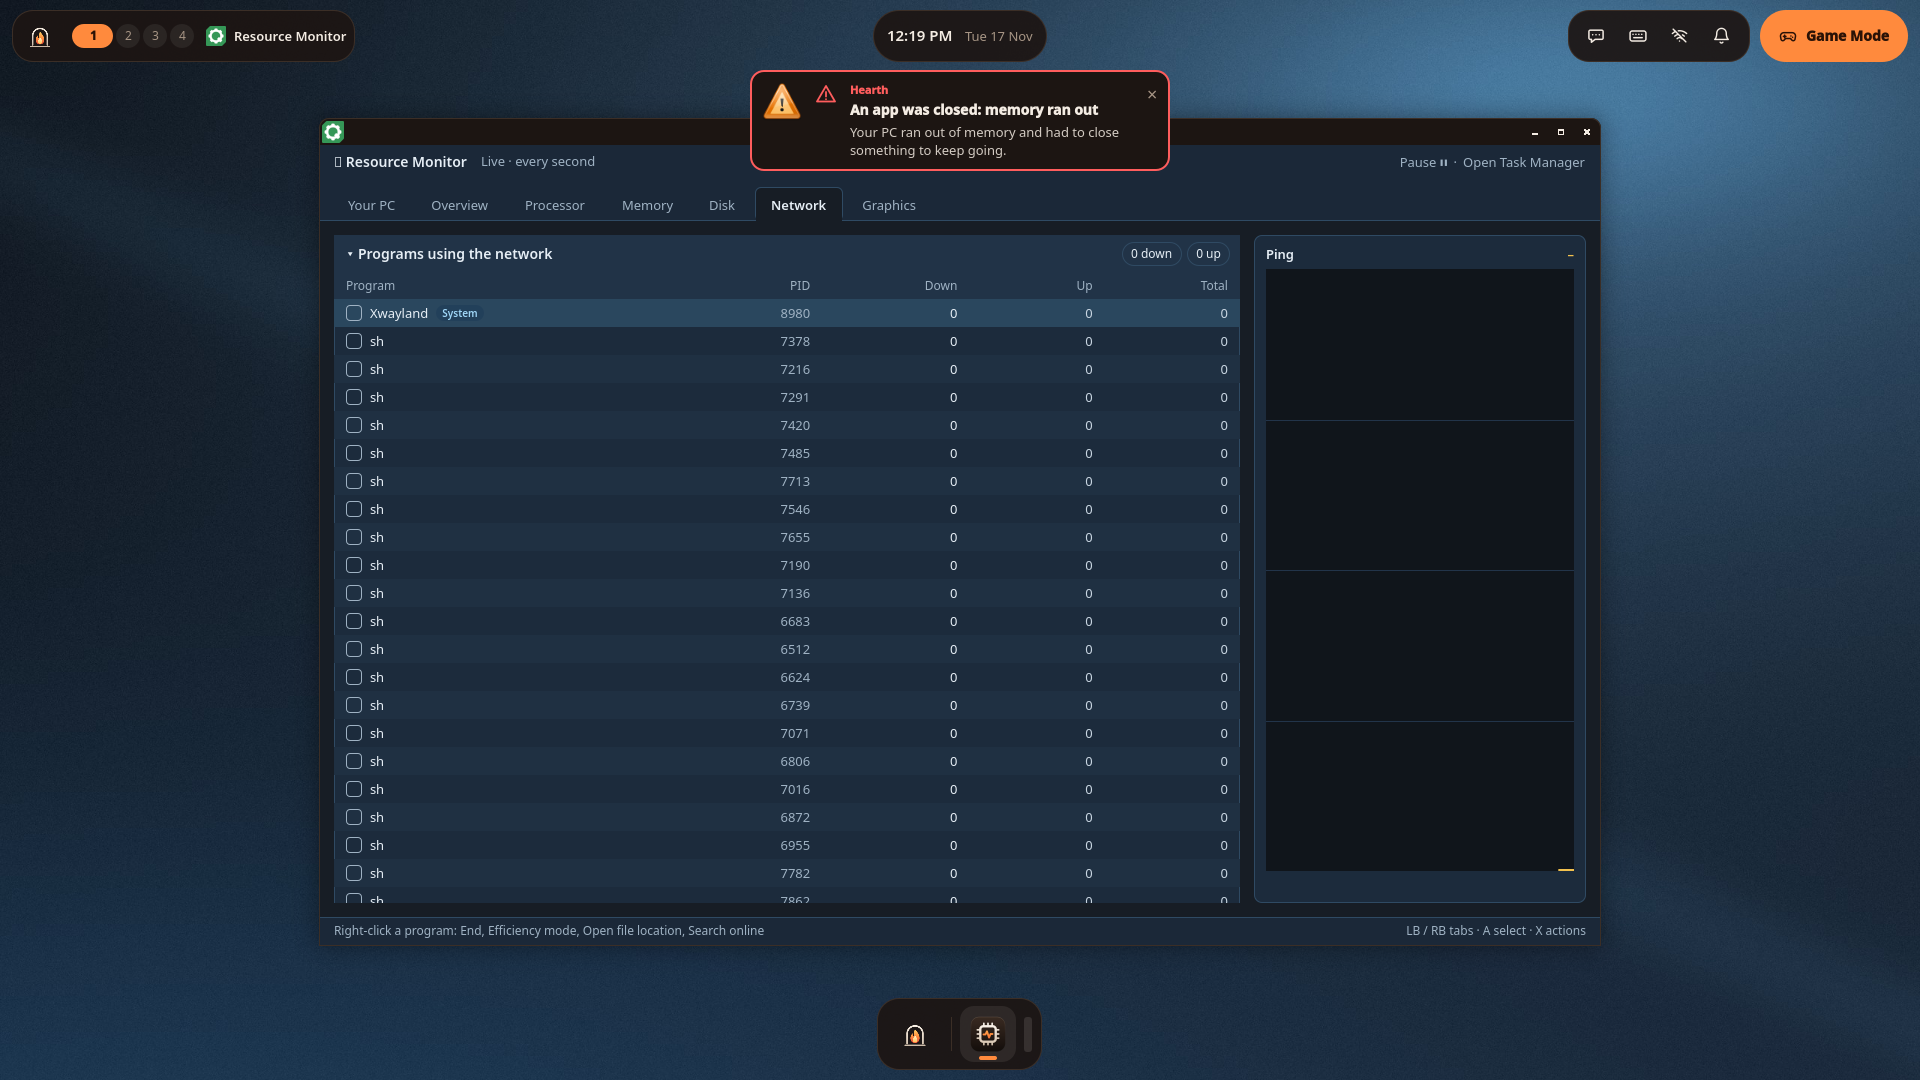 1 2 3 4 Resource Monitor
12:19 PM Tue 17 Nov
Game Mode
Hearth
An app was closed: memory ran out
Your PC ran out of memory and had to close
something to keep going.
Resource Monitor Live · every second
Pause · Open Task Manager
Your PC Overview Processor Memory Disk Network Graphics
Programs using the network 0 down 0 up
Program PID Down Up Total
Xwayland System 8980 0 0 0
sh 7378 0 0 0
sh 7216 0 0 0
sh 7291 0 0 0
sh 7420 0 0 0
sh 7485 0 0 0
sh 7713 0 0 0
sh 7546 0 0 0
sh 7655 0 0 0
sh 7190 0 0 0
sh 7136 0 0 0
sh 6683 0 0 0
sh 6512 0 0 0
sh 6624 0 0 0
sh 6739 0 0 0
sh 7071 0 0 0
sh 6806 0 0 0
sh 7016 0 0 0
sh 6872 0 0 0
sh 6955 0 0 0
sh 7782 0 0 0
sh 7862 0 0 0
Ping –
Right-click a program: End, Efficiency mode, Open file location, Search online
LB / RB tabs · A select · X actions